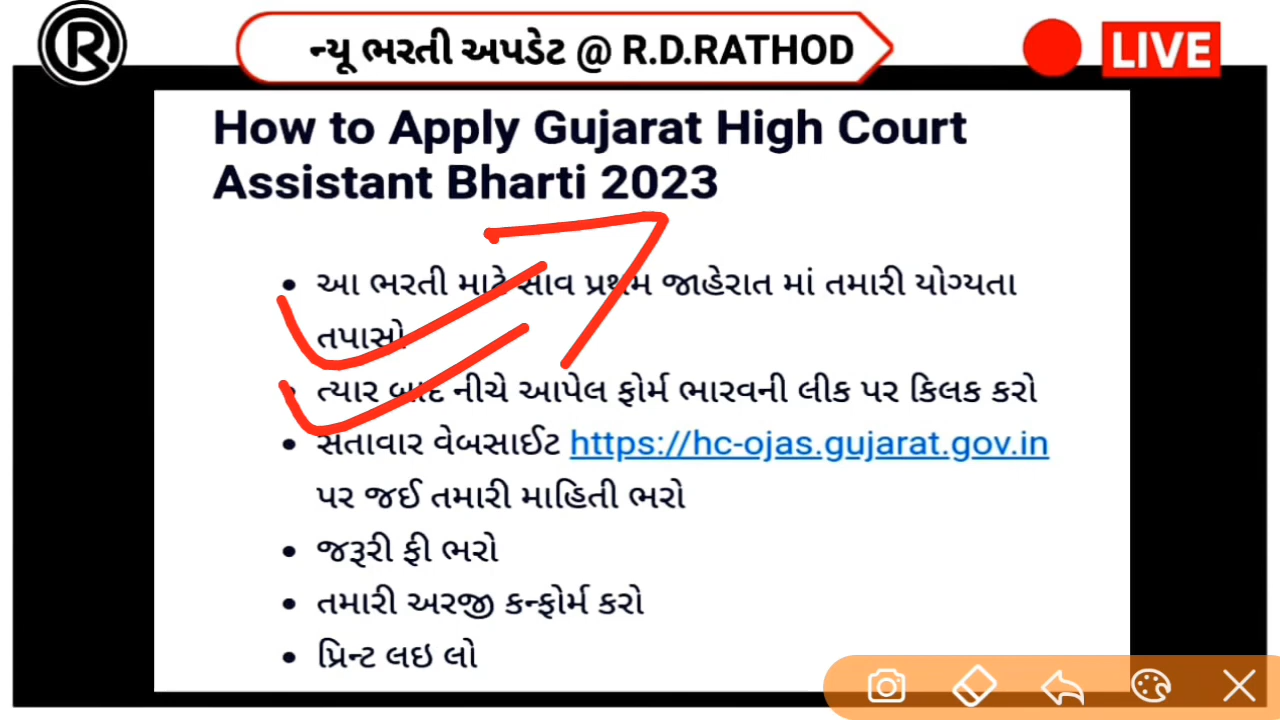 R
ન્યૂ ભરતી અપડેટ @ R.D.RATHOD
LIVE
How to Apply Gujarat High Court
Assistant Bharti 2023
આ ભરતી માટે સાવ પ્રથમ જાહેરાત માં તમારી યોગ્યતા
તપાસો
ત્યાર બાદ નીચે આપેલ ફોર્મ ભારવની લીક પર કિલક કરો
સતાવાર વેબસાઈટ https://hc-ojas.gujarat.gov.in
પર જઈ તમારી માહિતી ભરો
જરૂરી ફી ભરો
તમારી અરજી કન્ફોર્મ કરો
પ્રિન્ટ લઇ લો